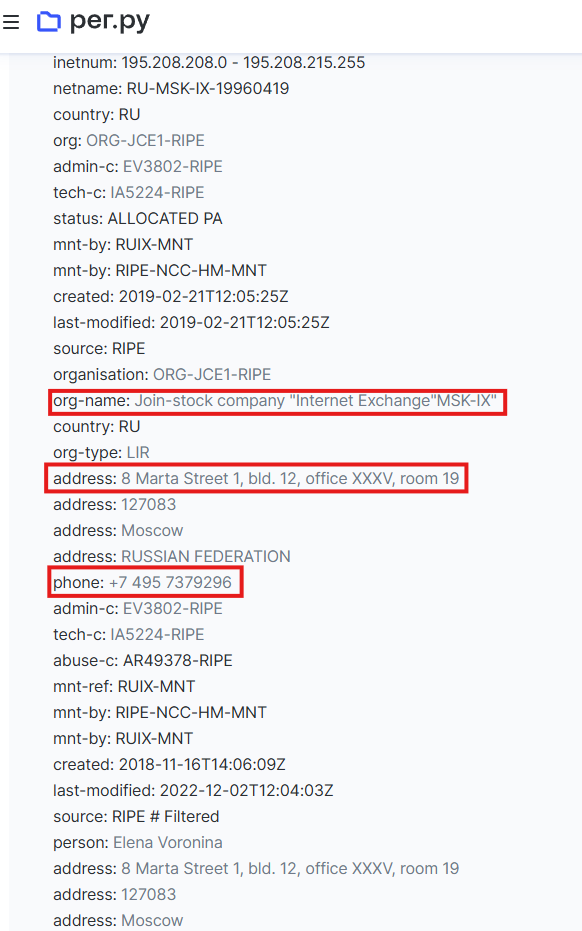 per.py
inetnum: 195.208.208.0 - 195.208.215.255
netname: RU-MSK-IX-19960419
country: RU
org: ORG-JCE1-RIPE
admin-c: EV3802-RIPE
tech-c: IA5224-RIPE
status: ALLOCATED PA
mnt-by: RUIX-MNT
mnt-by: RIPE-NCC-HM-MNT
created: 2019-02-21T12:05:25Z
last-modified: 2019-02-21T12:05:25Z
source: RIPE
organisation: ORG-JCE1-RIPE
org-name: Join-stock company "Internet Exchange"MSK-IX"
country: RU
org-type: LIR
address: 8 Marta Street 1, bld. 12, office XXXV, room 19
address: 127083
address: Moscow
address: RUSSIAN FEDERATION
phone: +7 495 7379296
admin-c: EV3802-RIPE
tech-c: IA5224-RIPE
abuse-c: AR49378-RIPE
mnt-ref: RUIX-MNT
mnt-by: RIPE-NCC-HM-MNT
mnt-by: RUIX-MNT
created: 2018-11-16T14:06:09Z
last-modified: 2022-12-02T12:04:03Z
source: RIPE # Filtered
person: Elena Voronina
address: 8 Marta Street 1, bld. 12, office XXXV, room 19
address: 127083
address: Moscow